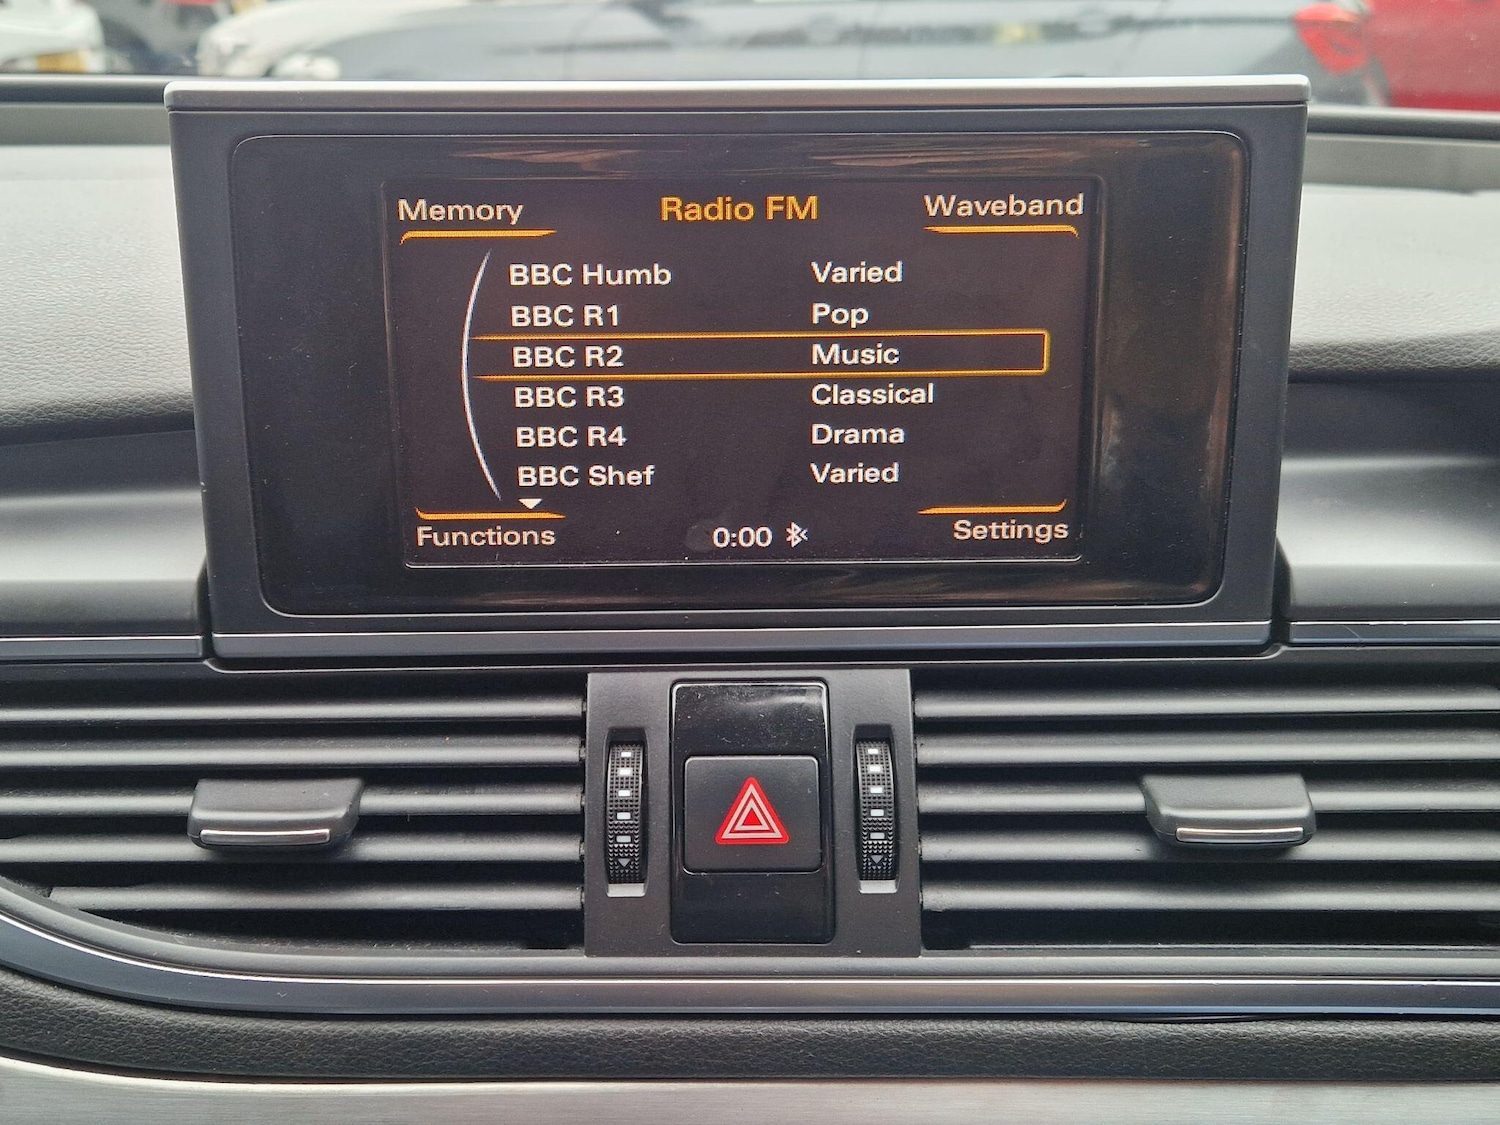 Memory Radio FM Waveband
BBC Humb Varied
BBC R1 Pop
BBC R2 Music
BBC R3 Classical
BBC R4 Drama
BBC Shef Varied
Functions 0:00 Settings